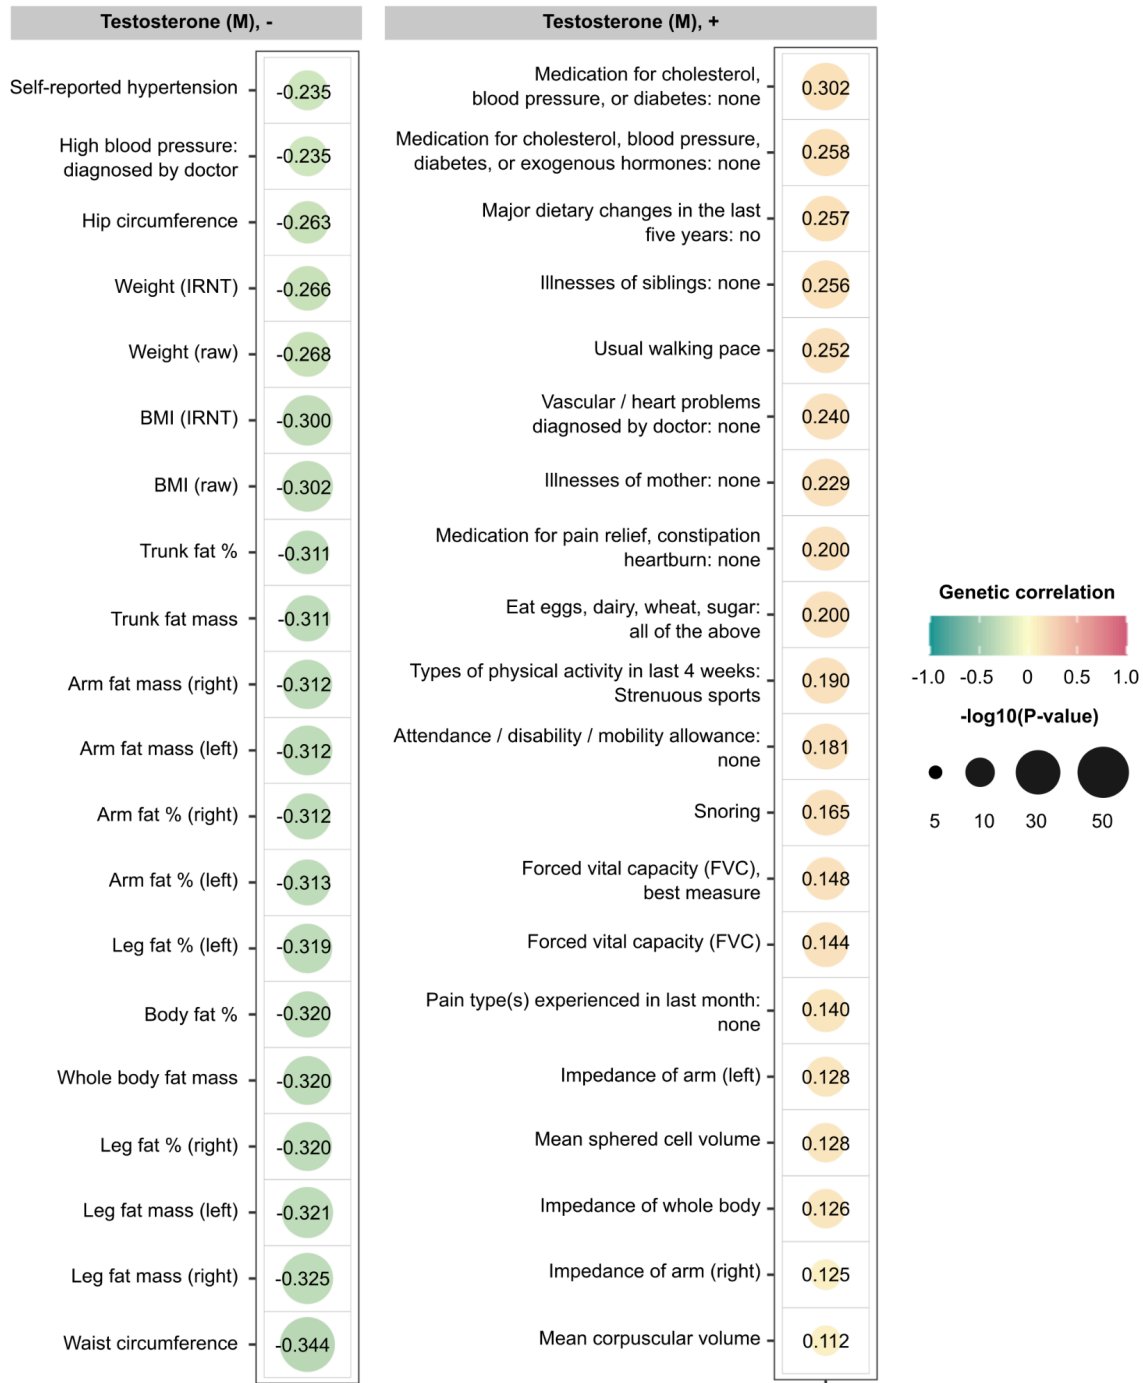 Testosterone (M), -
Self-reported hypertension
-0.235
High blood pressure:
diagnosed by doctor
-0.235
Hip circumference
-0.263
Weight (IRNT)
-0.266
Weight (raw)
-0.268
BMI (IRNT)
-0.300
BMI (raw)
-0.302
Trunk fat %
-0.311
Trunk fat mass
-0.311
Arm fat mass (right)
-0.312
Arm fat mass (left)
-0.312
Arm fat % (right)
-0.312
Arm fat % (left)
-0.313
Leg fat % (left)
-0.319
Body fat %
-0.320
Whole body fat mass
-0.320
Leg fat % (right)
-0.320
Leg fat mass (left)
-0.321
Leg fat mass (right)
-0.325
Waist circumference
-0.344
Testosterone (M), +
Medication for cholesterol,
blood pressure, or diabetes: none
0.302
Medication for cholesterol, blood pressure,
diabetes, or exogenous hormones: none
0.258
Major dietary changes in the last
five years: no
0.257
Illnesses of siblings: none
0.256
Usual walking pace
0.252
Vascular / heart problems
diagnosed by doctor: none
0.240
Illnesses of mother: none
0.229
Medication for pain relief, constipation
heartburn: none
0.200
Eat eggs, dairy, wheat, sugar:
all of the above
0.200
Types of physical activity in last 4 weeks:
Strenuous sports
0.190
Attendance / disability / mobility allowance:
none
0.181
Snoring
0.165
Forced vital capacity (FVC),
best measure
0.148
Forced vital capacity (FVC)
0.144
Pain type(s) experienced in last month:
none
0.140
Impedance of arm (left)
0.128
Mean sphered cell volume
0.128
Impedance of whole body
0.126
Impedance of arm (right)
0.125
Mean corpuscular volume
0.112
Genetic correlation
-1.0 -0.5 0 0.5 1.0
-log10(P-value)
5 10 30 50